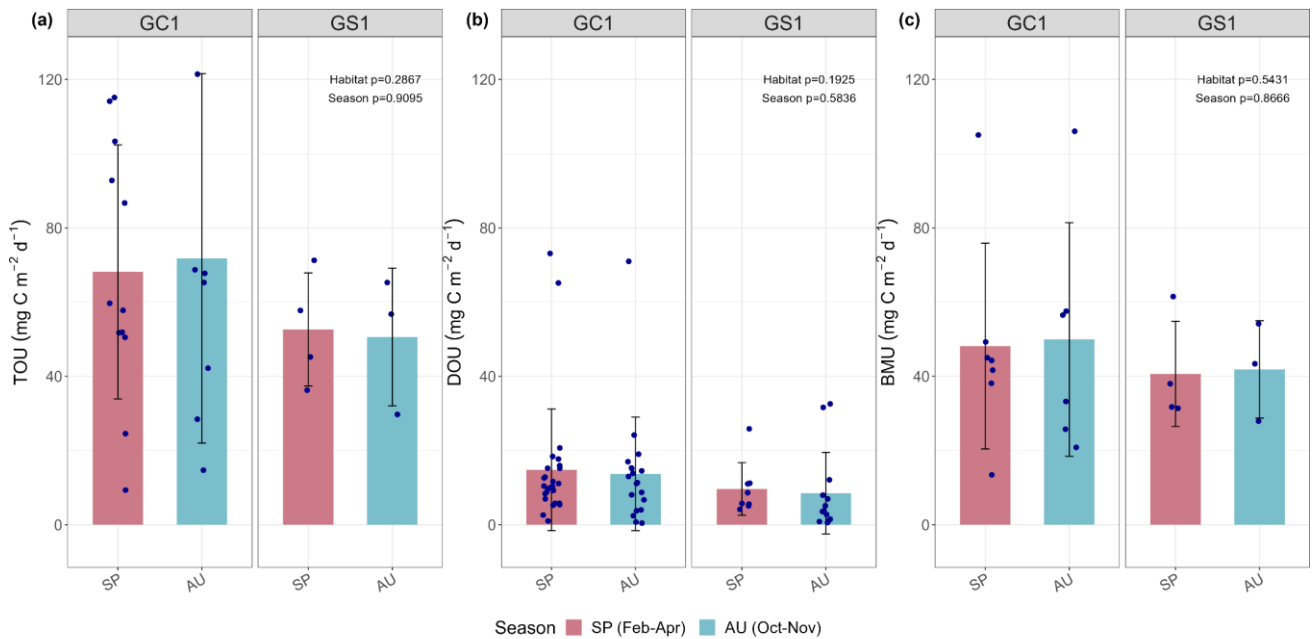 (a)
GC1
GS1
Habitat p=0.2867
Season p=0.9095
TOU (mg C m⁻² d⁻¹)
120
80
40
0
SP
AU
SP
AU
(b)
GC1
GS1
Habitat p=0.1925
Season p=0.5836
DOU (mg C m⁻² d⁻¹)
120
80
40
0
SP
AU
SP
AU
(c)
GC1
GS1
Habitat p=0.5431
Season p=0.8666
BMU (mg C m⁻² d⁻¹)
120
80
40
0
SP
AU
SP
AU
Season SP (Feb-Apr) AU (Oct-Nov)